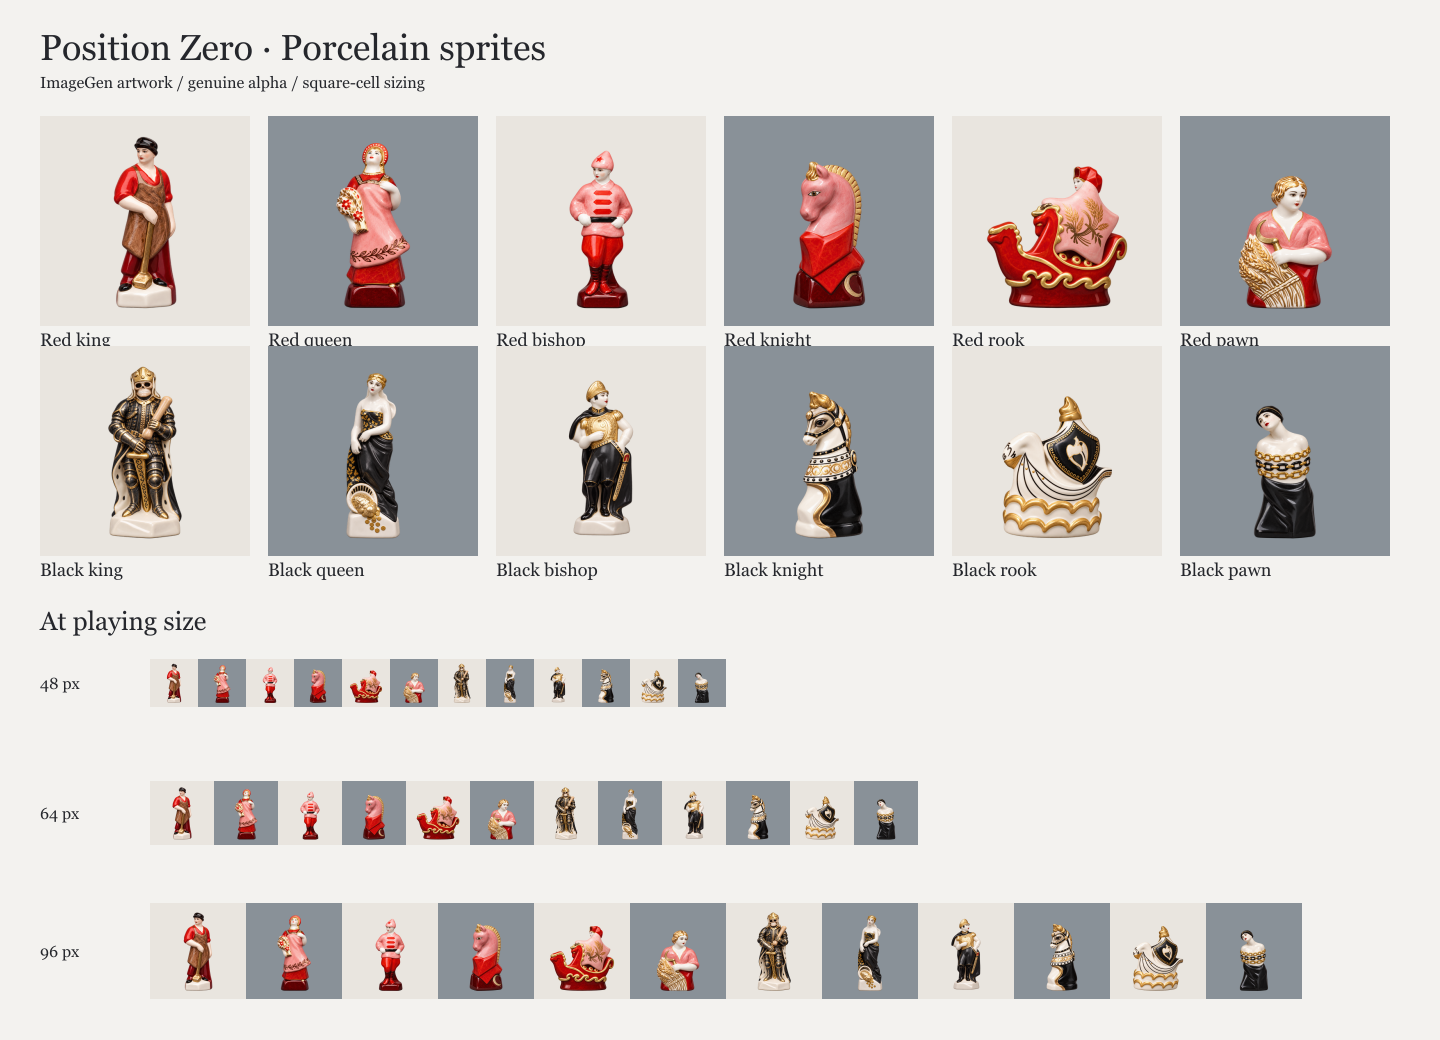 Position Zero · Porcelain sprites
ImageGen artwork / genuine alpha / square-cell sizing
Red king
Red queen
Red bishop
Red knight
Red rook
Red pawn
Black king
Black queen
Black bishop
Black knight
Black rook
Black pawn
At playing size
48 px
64 px
96 px